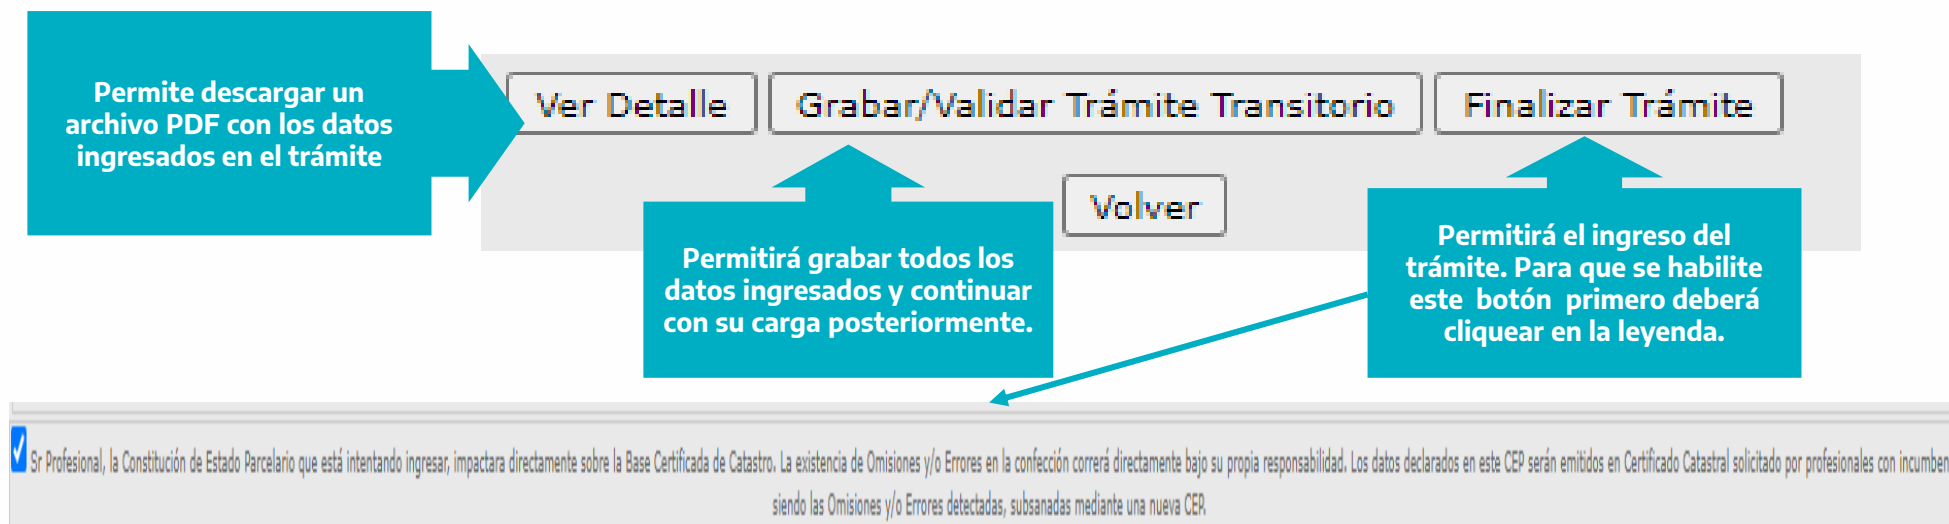 Permite descargar un
archivo PDF con los datos
ingresados en el trámite
Ver Detalle
Grabar/Validar Trámite Transitorio
Finalizar Trámite
Volver
Permitirá grabar todos los
datos ingresados y continuar
con su carga posteriormente.
Permitirá el ingreso del
trámite. Para que se habilite
este botón primero deberá
cliquear en la leyenda.
Sr Profesional, la Constitución de Estado Parcelario que está intentando ingresar, impactara directamente sobre la Base Certificada de Catastro. La existencia de Omisiones y/o Errores en la confección correrá directamente bajo su propia responsabilidad. Los datos declarados en este CEP serán emitidos en Certificado Catastral solicitado por profesionales con incumben
siendo las Omisiones y/o Errores detectadas, subsanadas mediante una nueva CEP.